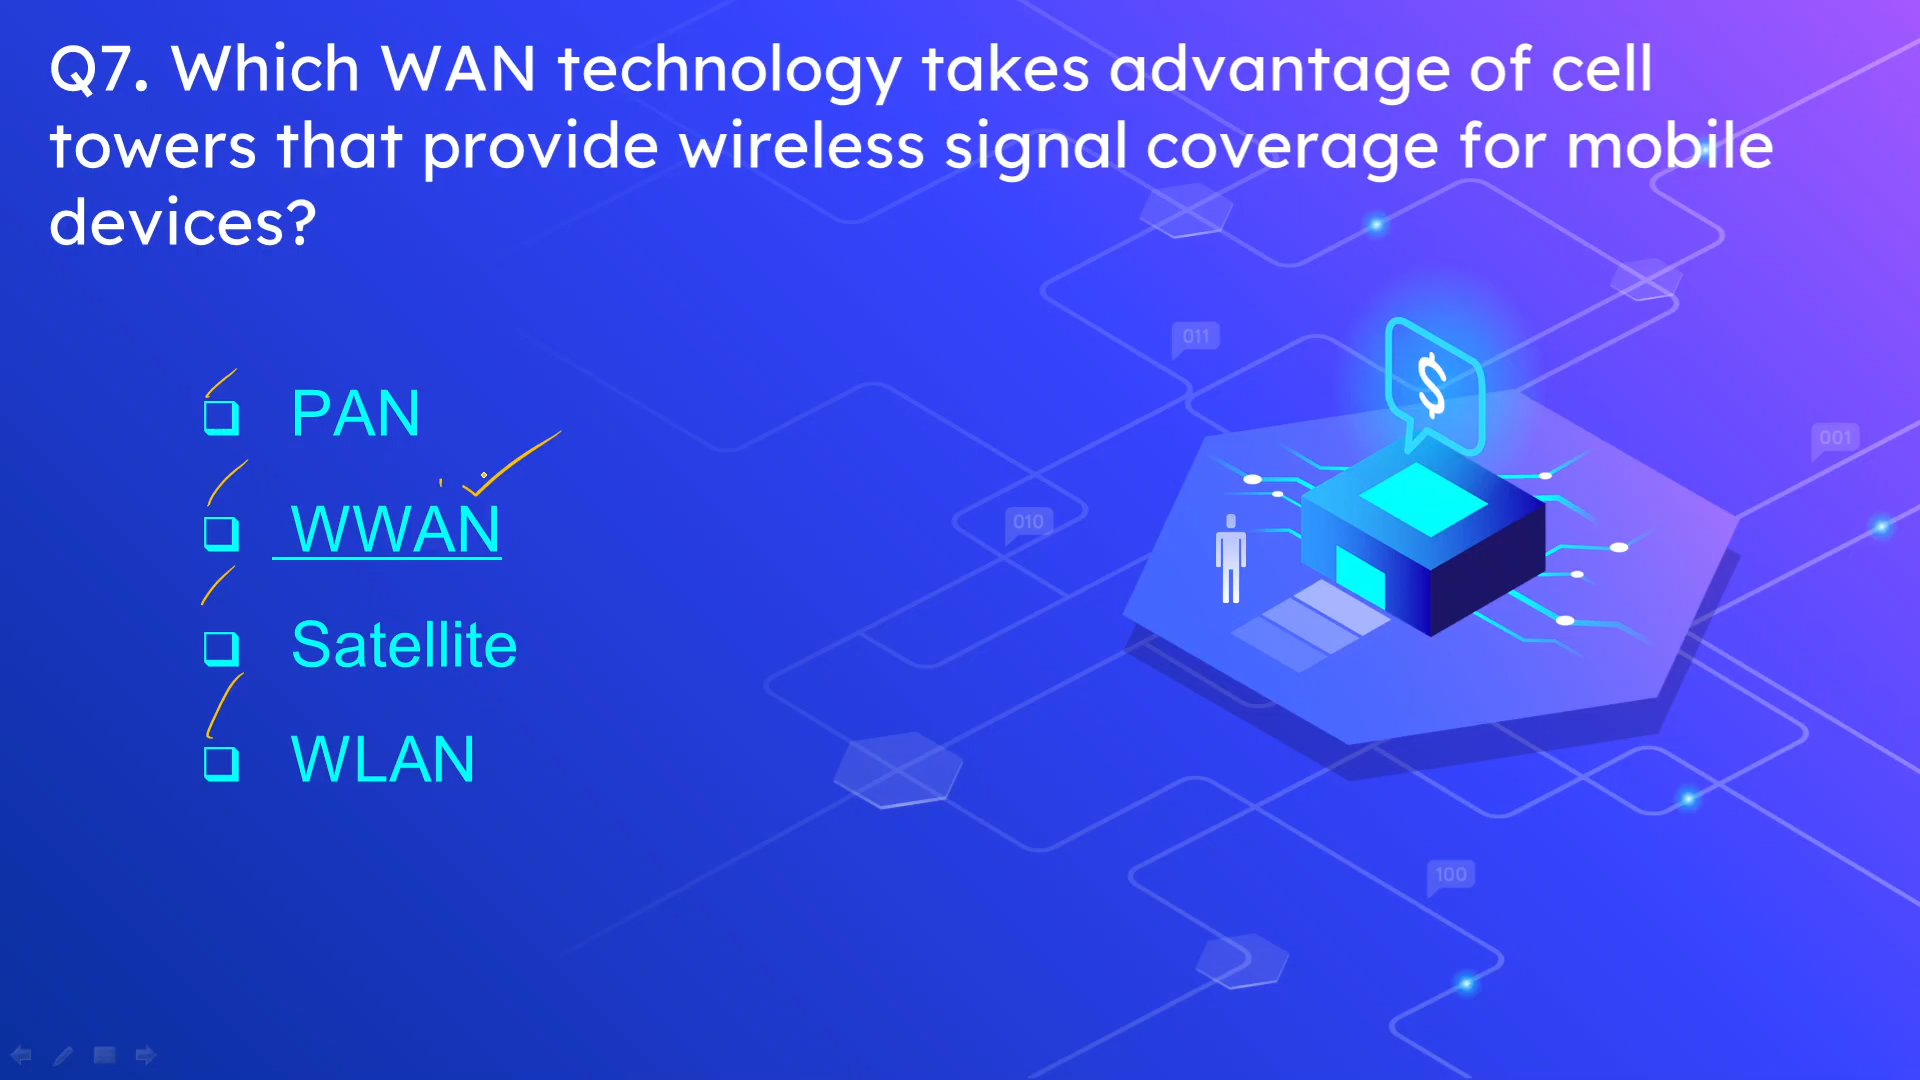 Q7. Which WAN technology takes advantage of cell
towers that provide wireless signal coverage for mobile
devices?
PAN
WWAN
Satellite
WLAN
$
011
001
010
100